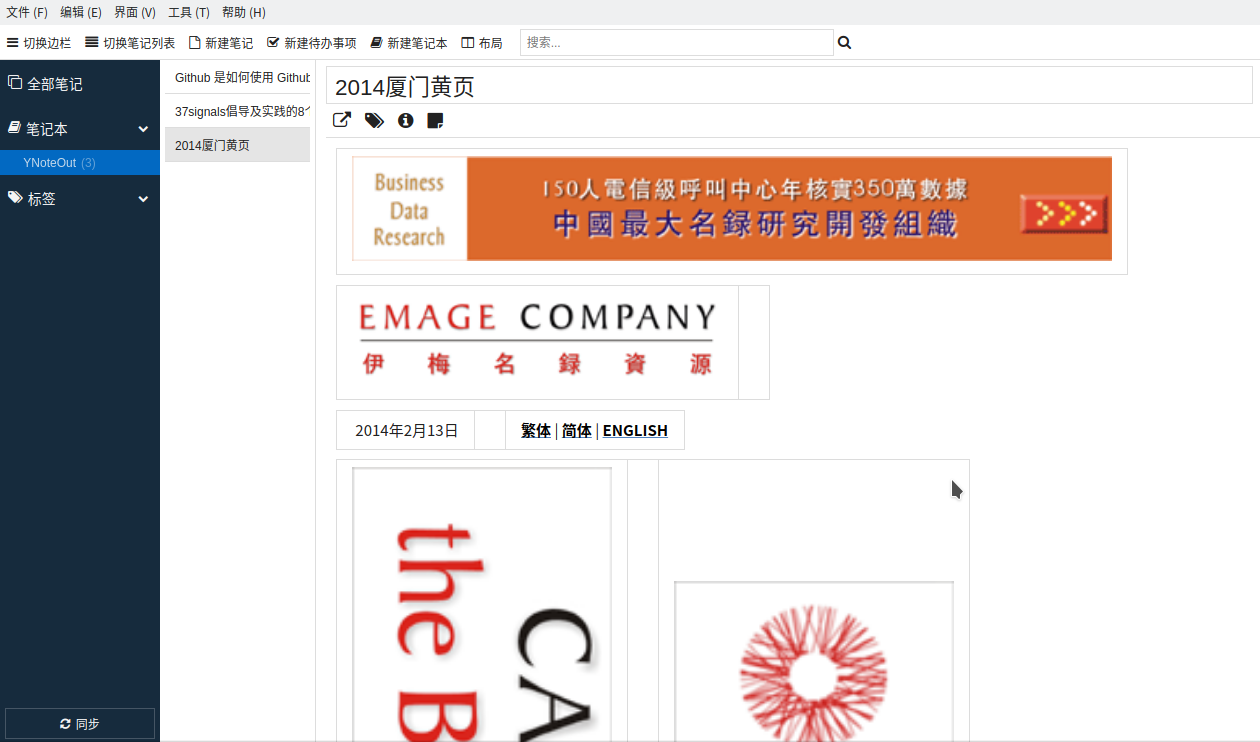 文件 (F) 编辑 (E) 界面 (V) 工具 (T) 帮助 (H)
切换边栏 切换笔记列表 新建笔记 新建待办事项 新建笔记本 布局 搜索...
全部笔记
笔记本
YNoteOut (3)
标签
同步
Github 是如何使用 Github
37signals倡导及实践的8个
2014厦门黄页
2014厦门黄页
Business
Data
Research
150人電信級呼叫中心年核實350萬數據
中國最大名録研究開發組織
EMAGE COMPANY
伊梅名録資源
2014年2月13日 繁体 | 简体 | ENGLISH
the B
CA